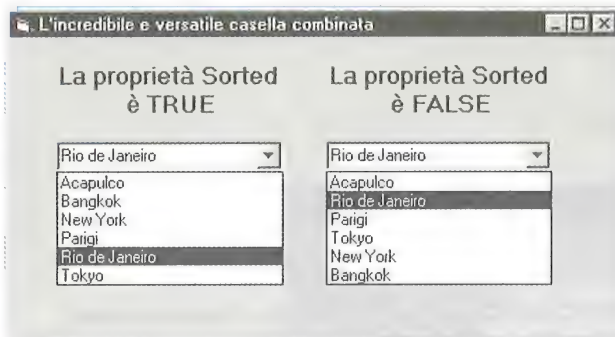 L'incredibile e versatile casella combinata
La proprietà Sorted
è TRUE
Rio de Janeiro
Acapulco
Bangkok
New York
Parigi
Rio de Janeiro
Tokyo
La proprietà Sorted
è FALSE
Rio de Janeiro
Acapulco
Rio de Janeiro
Parigi
Tokyo
New York
Bangkok